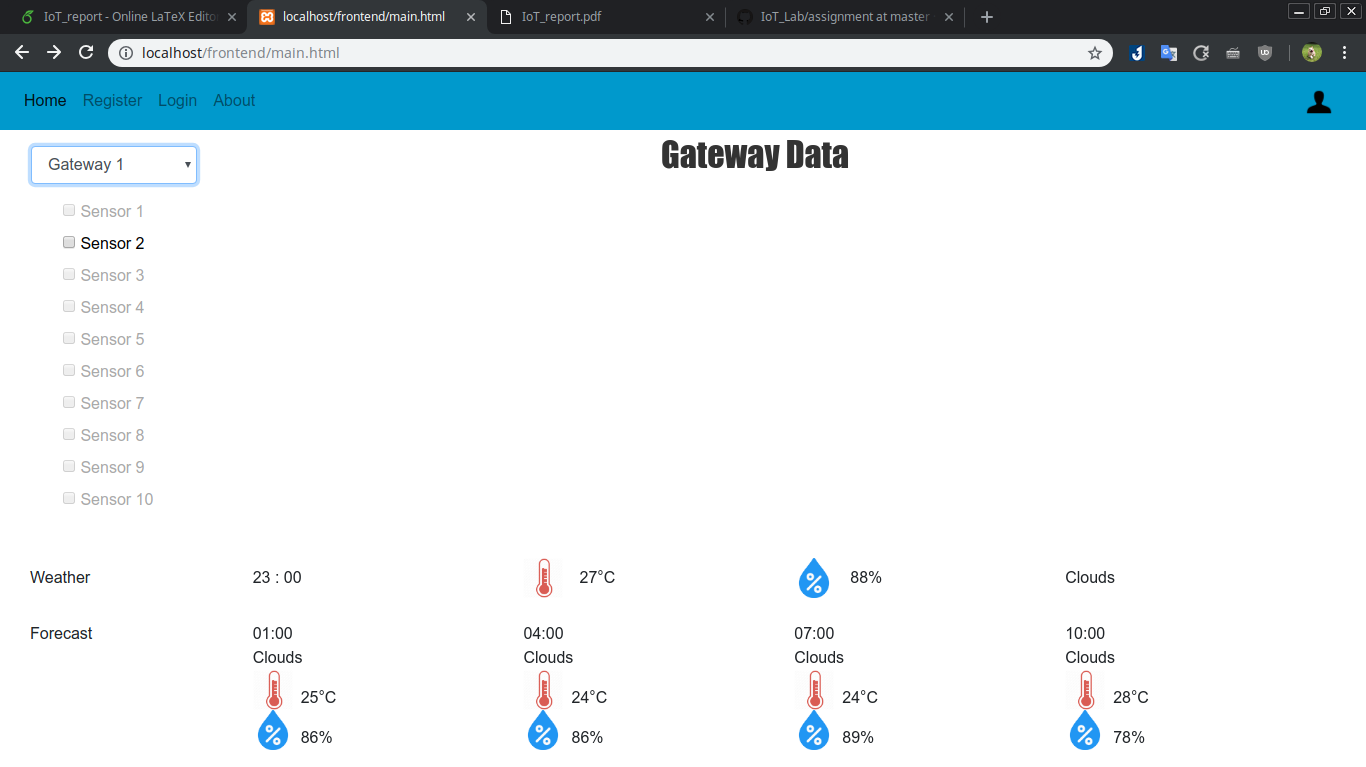 IoT_report - Online LaTeX Edito
localhost/frontend/main.html
IoT_report.pdf
IoT_Lab/assignment at master
localhost/frontend/main.html
Home Register Login About
Gateway 1
Gateway Data
Sensor 1
Sensor 2
Sensor 3
Sensor 4
Sensor 5
Sensor 6
Sensor 7
Sensor 8
Sensor 9
Sensor 10
Weather 23 : 00 27°C % 88% Clouds
Forecast 01:00 04:00 07:00 10:00
Clouds Clouds Clouds Clouds
25°C 24°C 24°C 28°C
% 86% % 86% % 89% % 78%